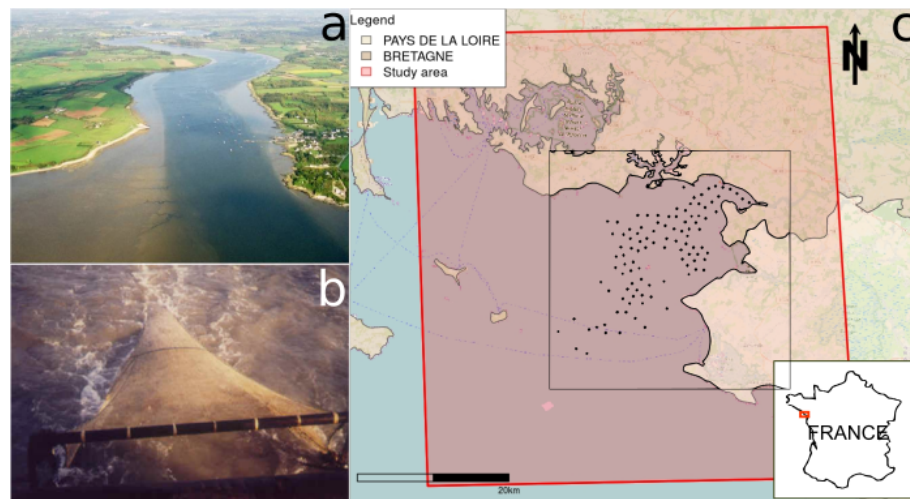 a
b
c
Legend
PAYS DE LA LOIRE
BRETAGNE
Study area
N
20km
FRANCE